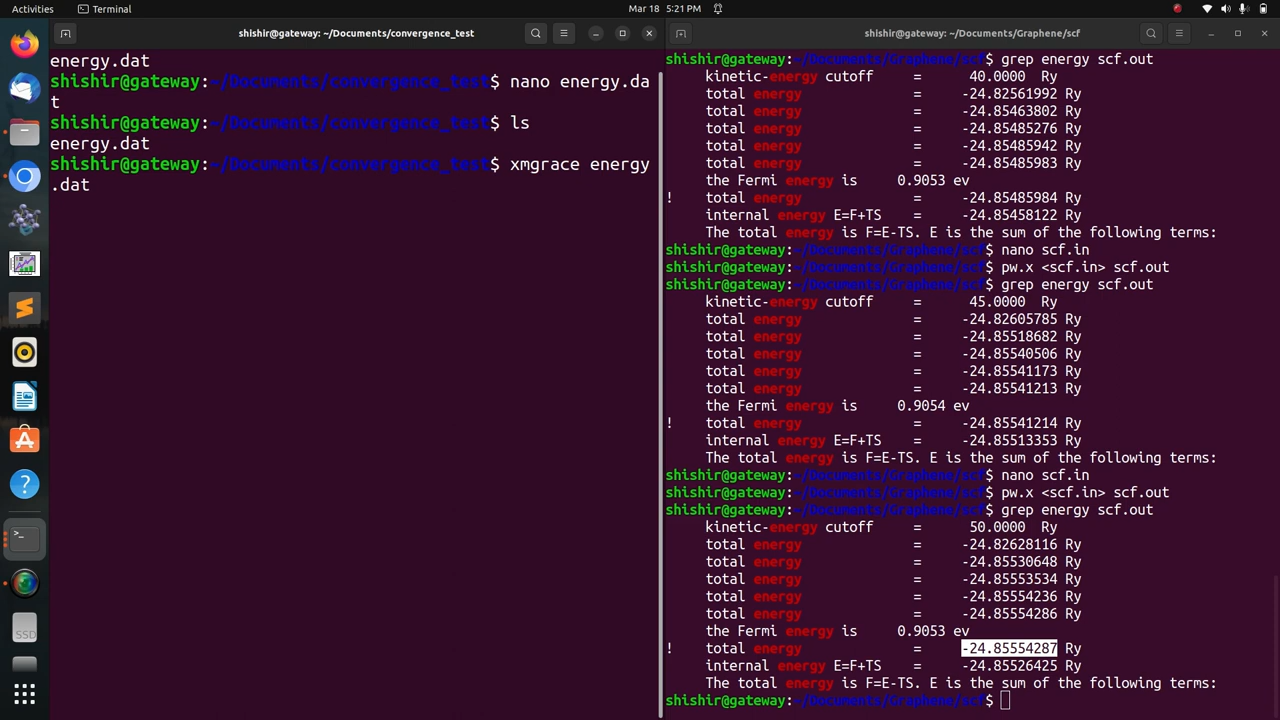 Activities
Terminal
Mar 18 5:21 PM
shishir@gateway: ~/Documents/convergence_test
energy.dat
shishir@gateway:~/Documents/convergence_test$ nano energy.da
t
shishir@gateway:~/Documents/convergence_test$ ls
energy.dat
shishir@gateway:~/Documents/convergence_test$ xmgrace energy
.dat
shishir@gateway: ~/Documents/Graphene/scf
shishir@gateway:~/Documents/Graphene/scf$ grep energy scf.out
kinetic-energy cutoff = 40.0000 Ry
total energy = -24.82561992 Ry
total energy = -24.85463802 Ry
total energy = -24.85485276 Ry
total energy = -24.85485942 Ry
total energy = -24.85485983 Ry
the Fermi energy is 0.9053 ev
! total energy = -24.85485984 Ry
internal energy E=F+TS = -24.85458122 Ry
The total energy is F=E-TS. E is the sum of the following terms:
shishir@gateway:~/Documents/Graphene/scf$ nano scf.in
shishir@gateway:~/Documents/Graphene/scf$ pw.x <scf.in> scf.out
shishir@gateway:~/Documents/Graphene/scf$ grep energy scf.out
kinetic-energy cutoff = 45.0000 Ry
total energy = -24.82605785 Ry
total energy = -24.85518682 Ry
total energy = -24.85540506 Ry
total energy = -24.85541173 Ry
total energy = -24.85541213 Ry
the Fermi energy is 0.9054 ev
! total energy = -24.85541214 Ry
internal energy E=F+TS = -24.85513353 Ry
The total energy is F=E-TS. E is the sum of the following terms:
shishir@gateway:~/Documents/Graphene/scf$ nano scf.in
shishir@gateway:~/Documents/Graphene/scf$ pw.x <scf.in> scf.out
shishir@gateway:~/Documents/Graphene/scf$ grep energy scf.out
kinetic-energy cutoff = 50.0000 Ry
total energy = -24.82628116 Ry
total energy = -24.85530648 Ry
total energy = -24.85553534 Ry
total energy = -24.85554236 Ry
total energy = -24.85554286 Ry
the Fermi energy is 0.9053 ev
! total energy = -24.85554287 Ry
internal energy E=F+TS = -24.85526425 Ry
The total energy is F=E-TS. E is the sum of the following terms:
shishir@gateway:~/Documents/Graphene/scf$
SSD